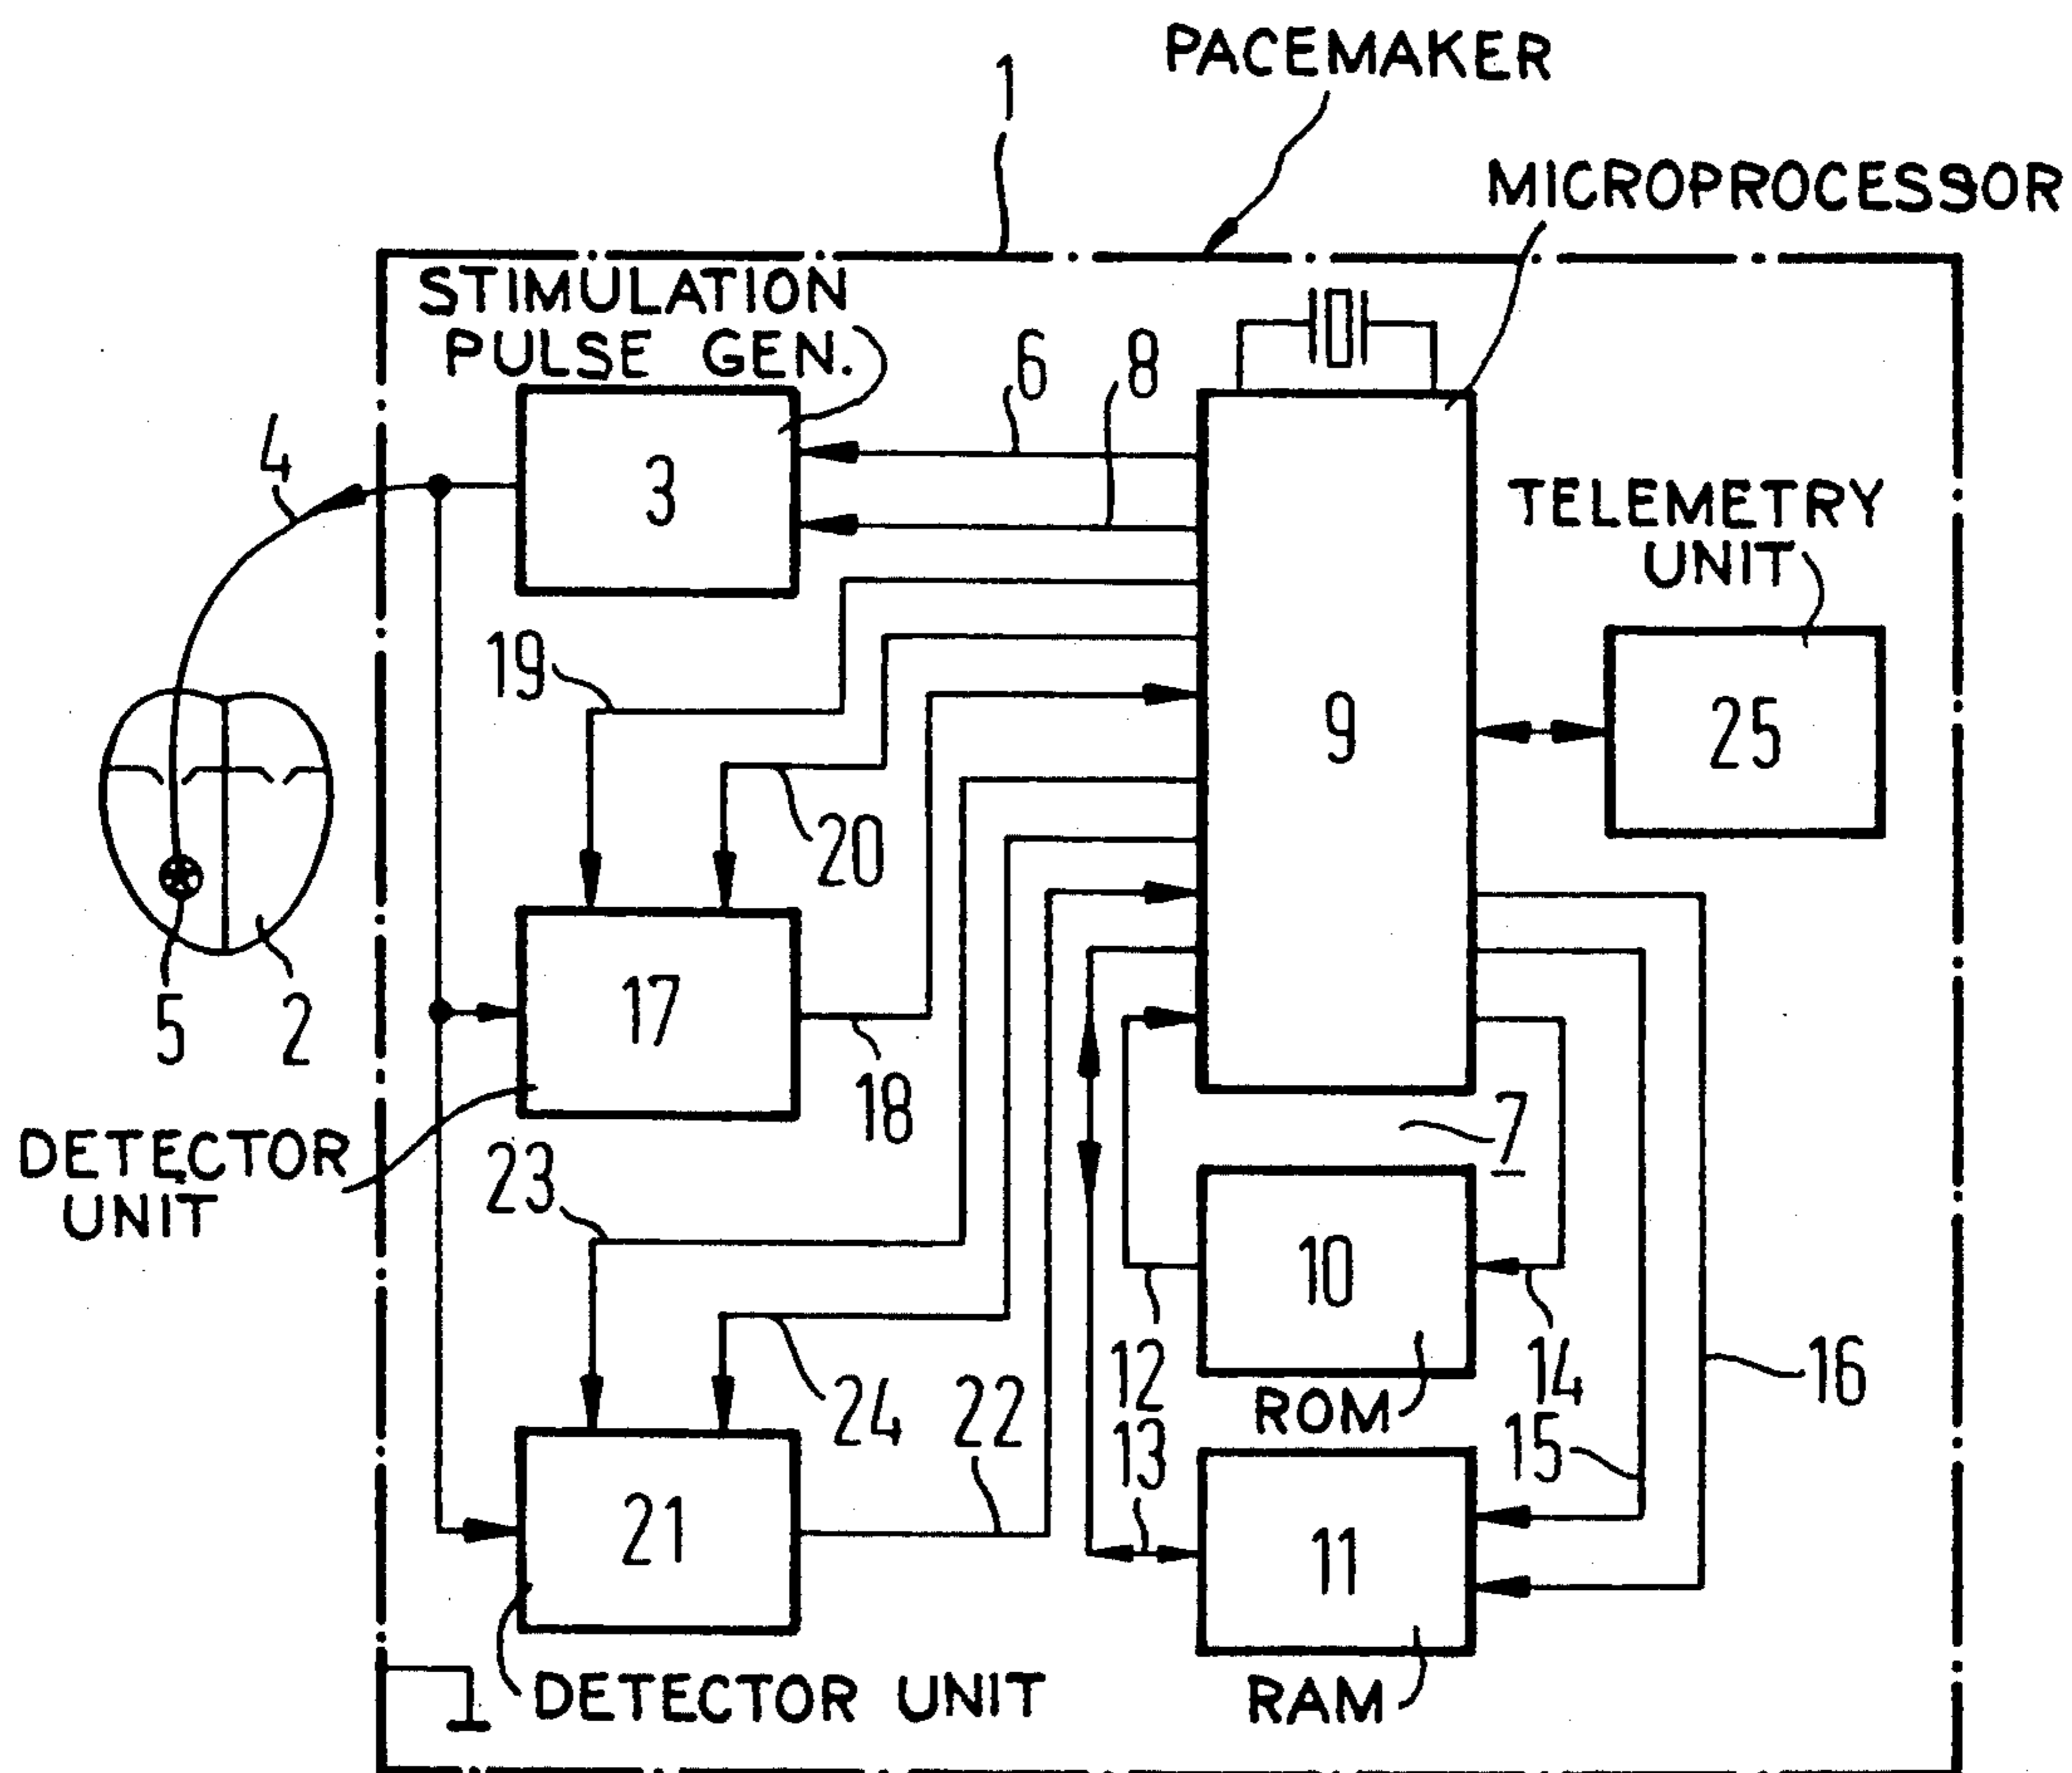 PACEMAKER
1
MICROPROCESSOR
STIMULATION
PULSE GEN.
6
8
4
3
TELEMETRY
UNIT
19
9
25
20
17
5
2
18
7
DETECTOR
UNIT
23
10
12
14
16
24
22
ROM
13
15
21
11
DETECTOR UNIT
RAM